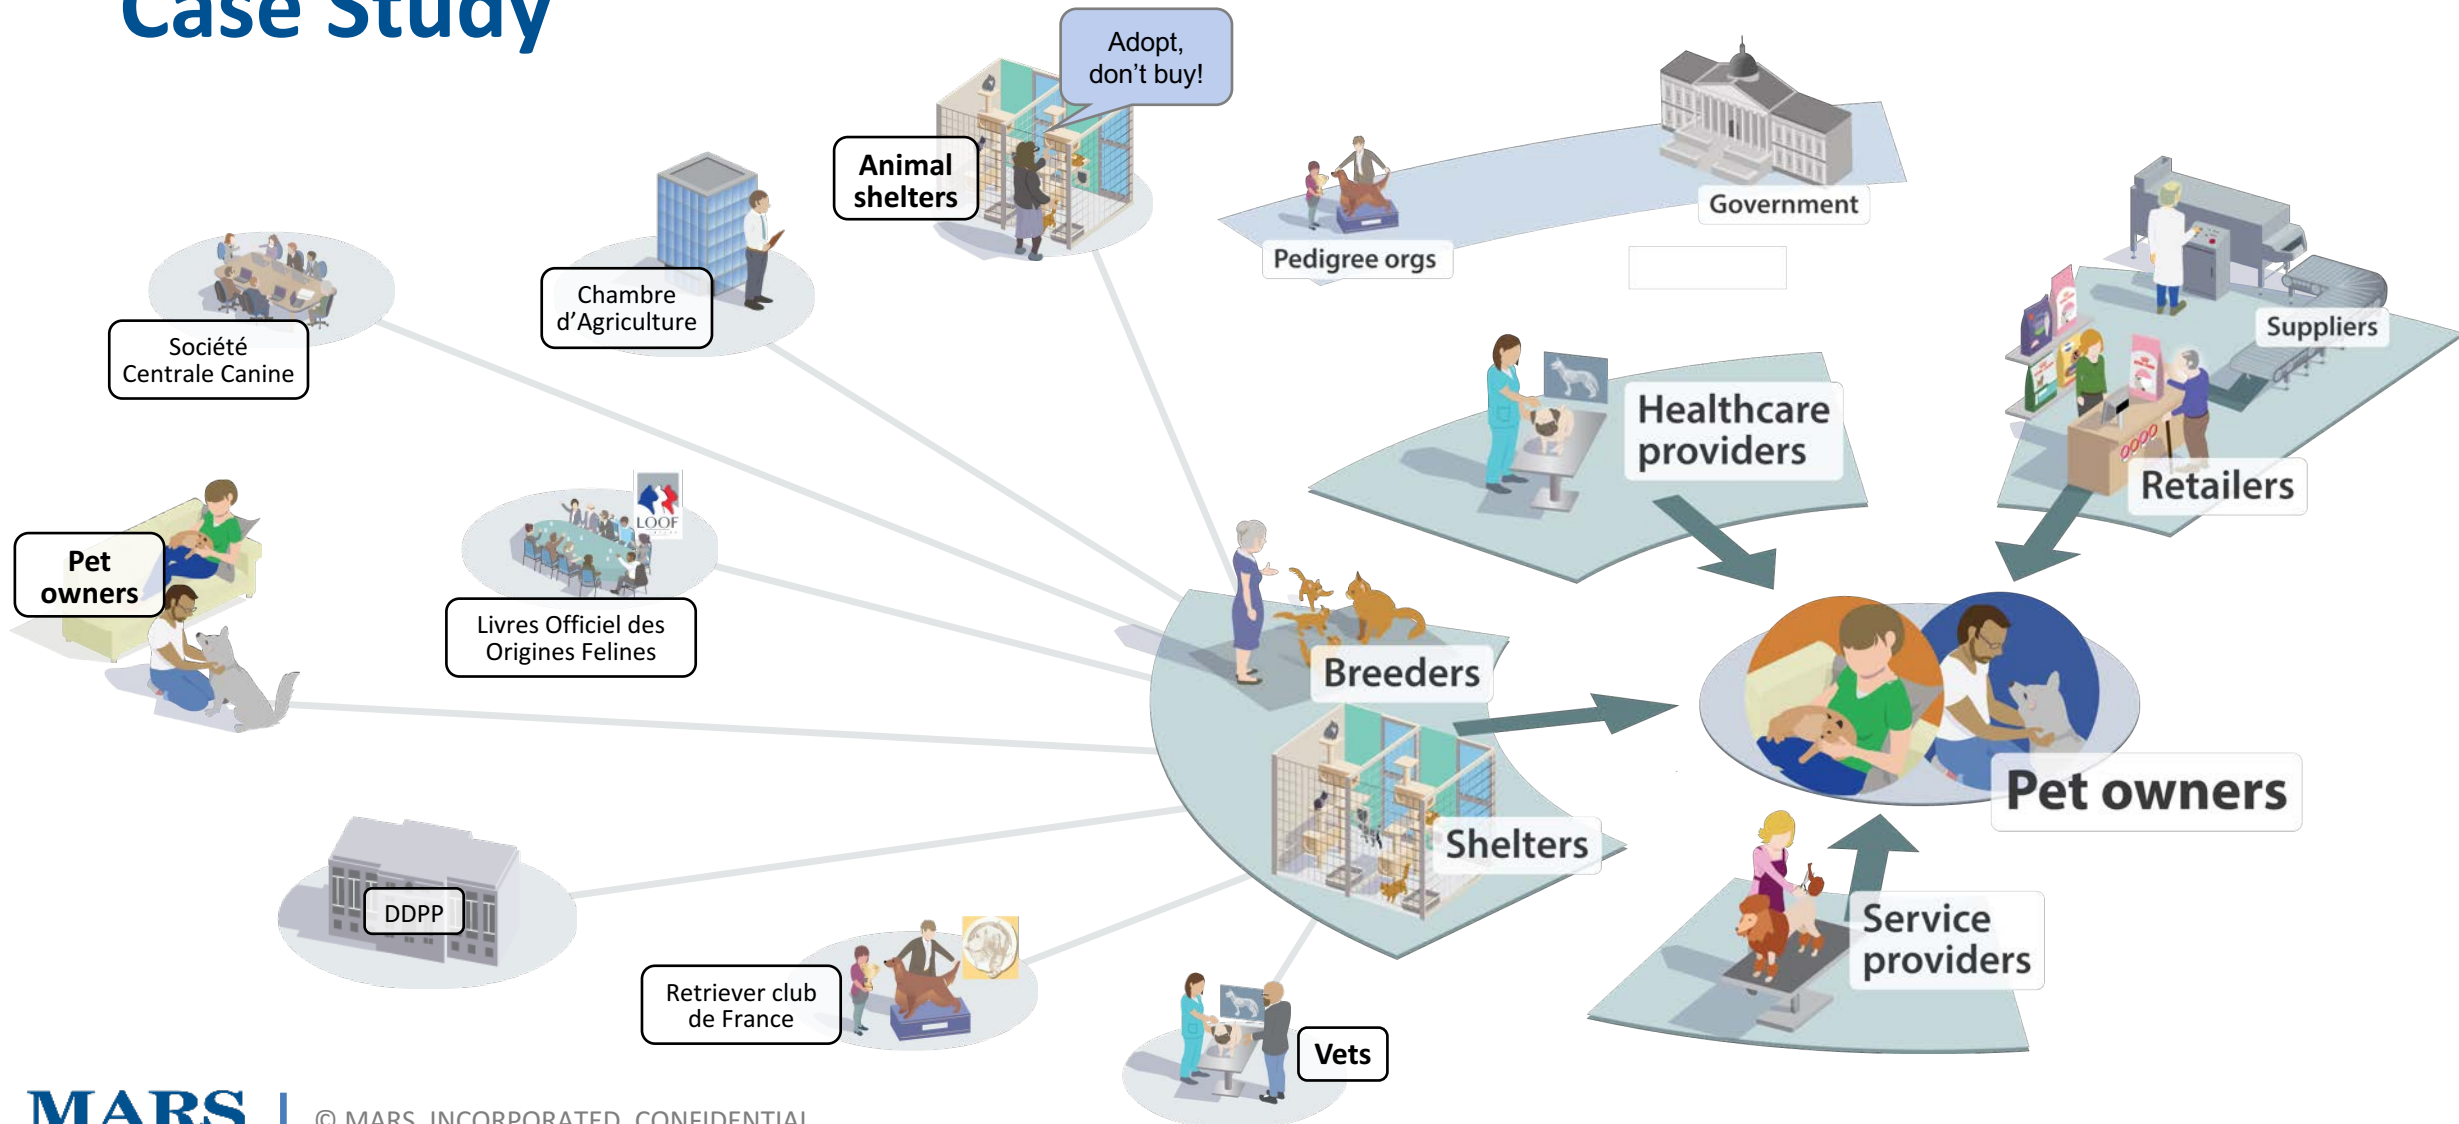 Case Study
Adopt,
don't buy!
Animal
shelters
Government
Pedigree orgs
Chambre
d'Agriculture
Suppliers
Société
Centrale Canine
Healthcare
providers
Retailers
LOOF
Pet
owners
Livres Officiel des
Origines Felines
Breeders
Pet owners
Shelters
DDPP
Service
providers
Retriever club
de France
Vets
MARS
© MARS, INCORPORATED. CONFIDENTIAL